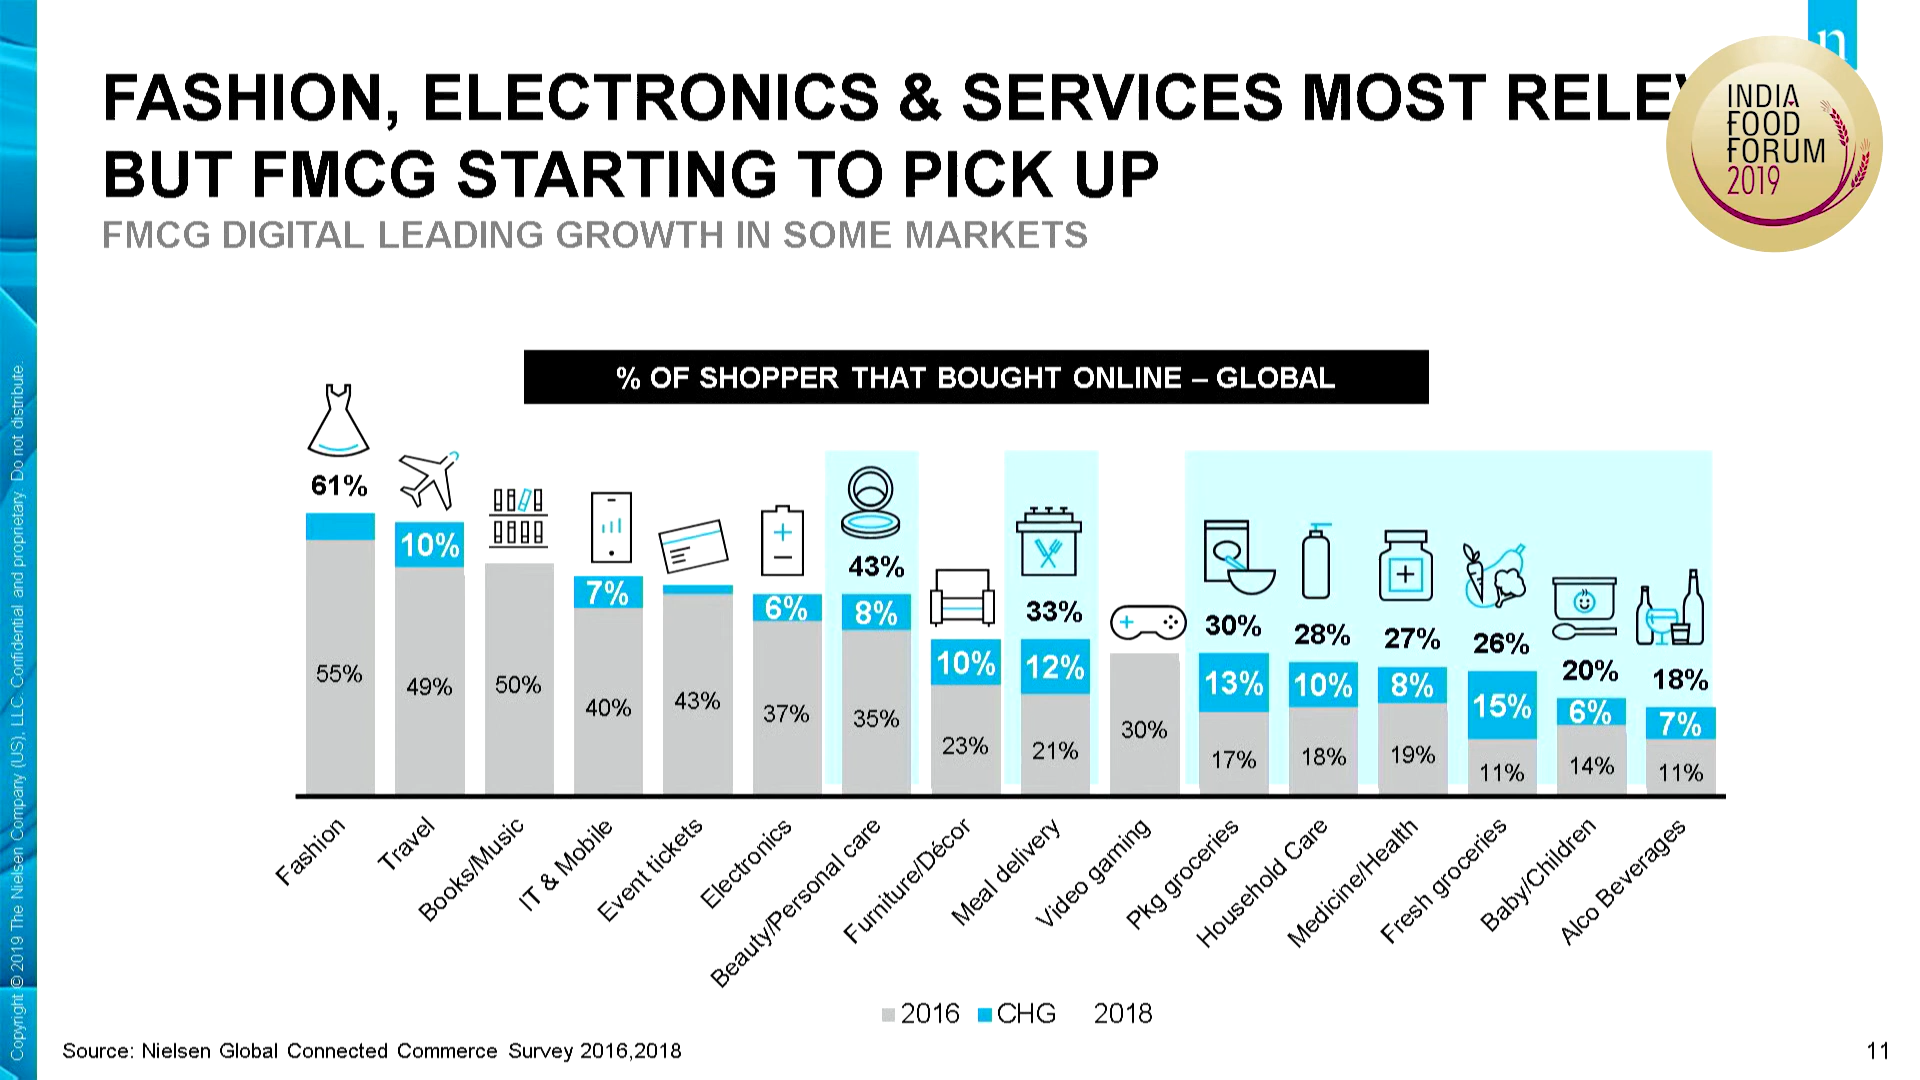 n
FASHION, ELECTRONICS & SERVICES MOST
BUT FMCG STARTING TO PICK UP
FMCG DIGITAL LEADING GROWTH IN SOME MARKETS
INDIA
FOOD
FORUM
2019
% OF SHOPPER THAT BOUGHT ONLINE – GLOBAL
61%
10%
7%
6%
43%
8%
10%
33%
12%
30%
13%
28%
10%
27%
8%
26%
15%
20%
6%
18%
7%
55%
49%
50%
40%
43%
37%
35%
23%
21%
30%
17%
18%
19%
11%
14%
11%
Fashion
Travel
Books/Music
IT & Mobile
Event tickets
Electronics
Beauty/Personal care
Furniture/Décor
Meal delivery
Video gaming
Pkg groceries
Household Care
Medicine/Health
Fresh groceries
Baby/Children
Alco Beverages
2016 CHG 2018
Source: Nielsen Global Connected Commerce Survey 2016,2018
11
Copyright © 2019 The Nielsen Company (US), LLC. Confidential and proprietary. Do not distribute.